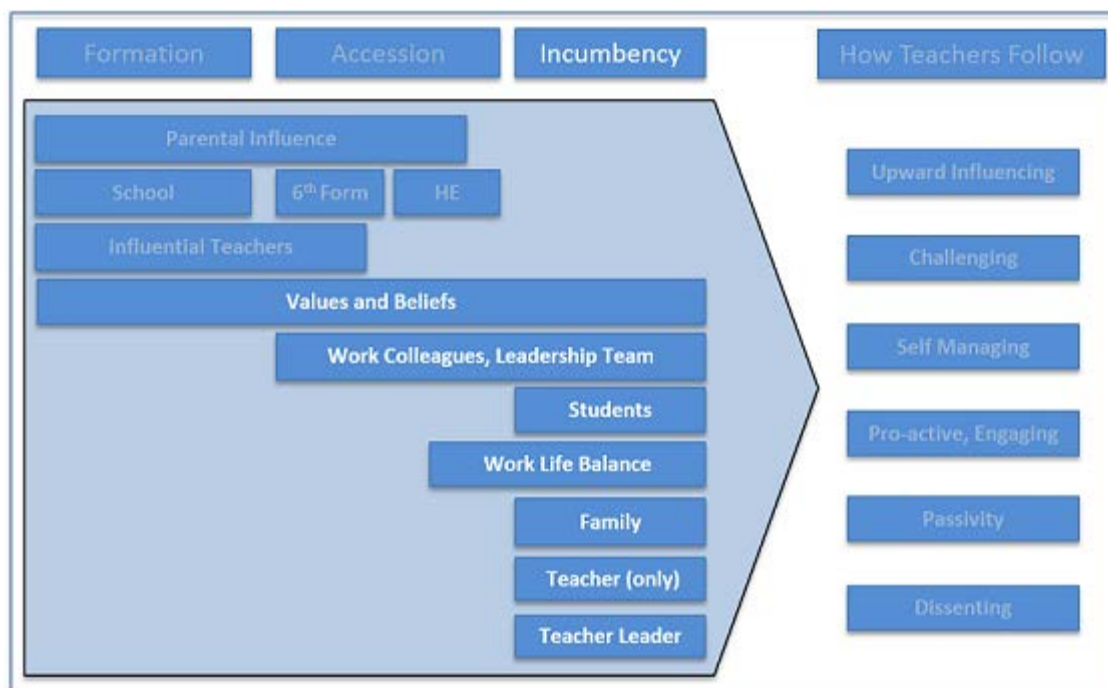 Formation
Accession
Incumbency
How Teachers Follow
Parental Influence
School
6th Form
HE
Influential Teachers
Values and Beliefs
Work Colleagues, Leadership Team
Students
Work Life Balance
Family
Teacher (only)
Teacher Leader
Upward Influencing
Challenging
Self Managing
Pro-active, Engaging
Passivity
Dissenting